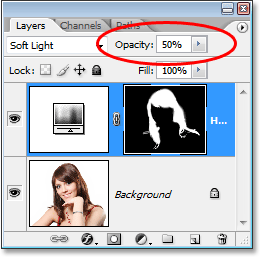 Layers Channels Paths
Soft Light Opacity: 50%
Lock: Fill: 100%
H...
Background